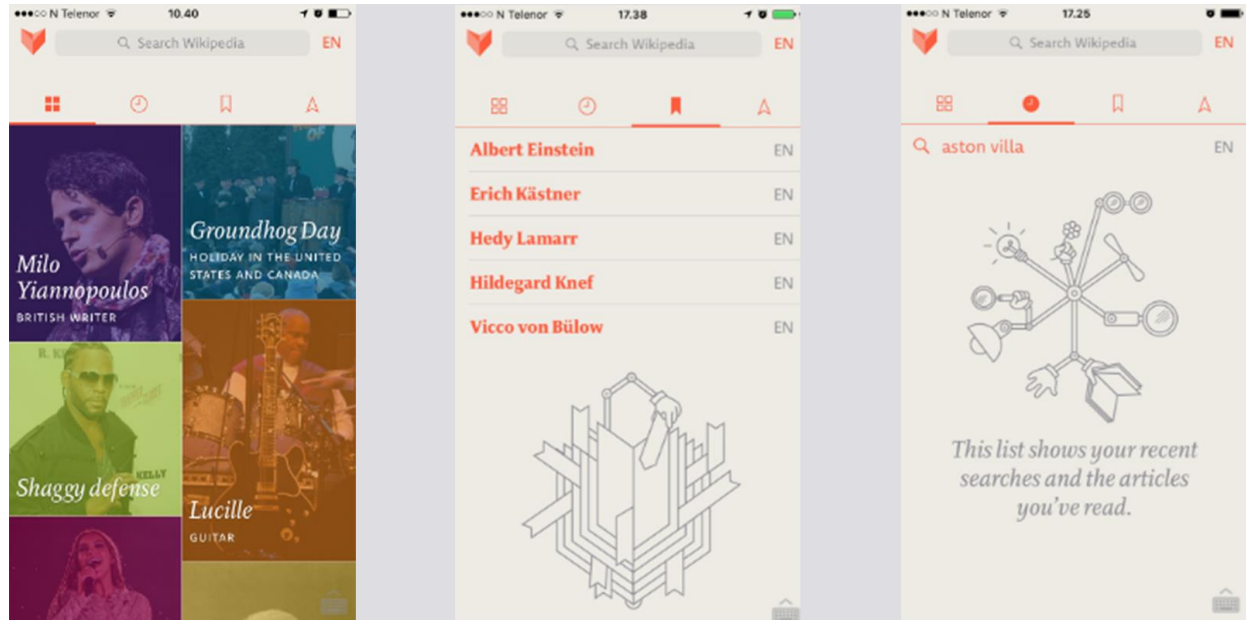 N Telenor 10.40
Search Wikipedia EN
Milo
Yiannopoulos
BRITISH WRITER
Groundhog Day
HOLIDAY IN THE UNITED
STATES AND CANADA
Shaggy defense
KELLY
Lucille
GUITAR
N Telenor 17.38
Search Wikipedia EN
Albert Einstein EN
Erich Kästner EN
Hedy Lamarr EN
Hildegard Knef EN
Vicco von Bülow EN
N Telenor 17.25
Search Wikipedia EN
aston villa EN
This list shows your recent
searches and the articles
you've read.